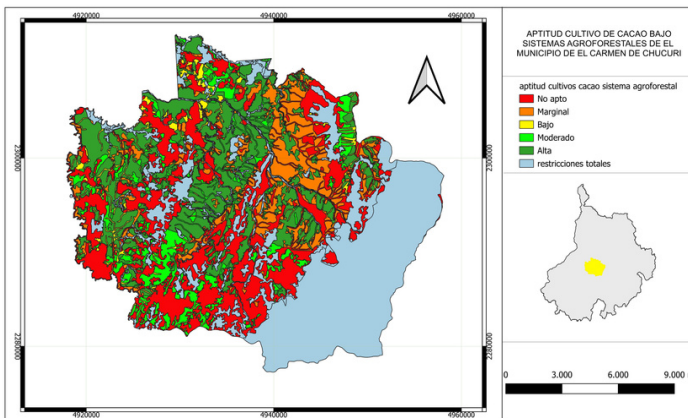 4920000
4940000
4960000
2300000
2300000
2280000
2280000
4920000
4940000
4960000
APTITUD CULTIVO DE CACAO BAJO
SISTEMAS AGROFORESTALES DE EL
MUNICIPIO DE EL CARMEN DE CHUCURI
aptitud cultivos cacao sistema agroforestal
No apto
Marginal
Bajo
Moderado
Alta
restricciones totales
0 3.000 6.000 9.000